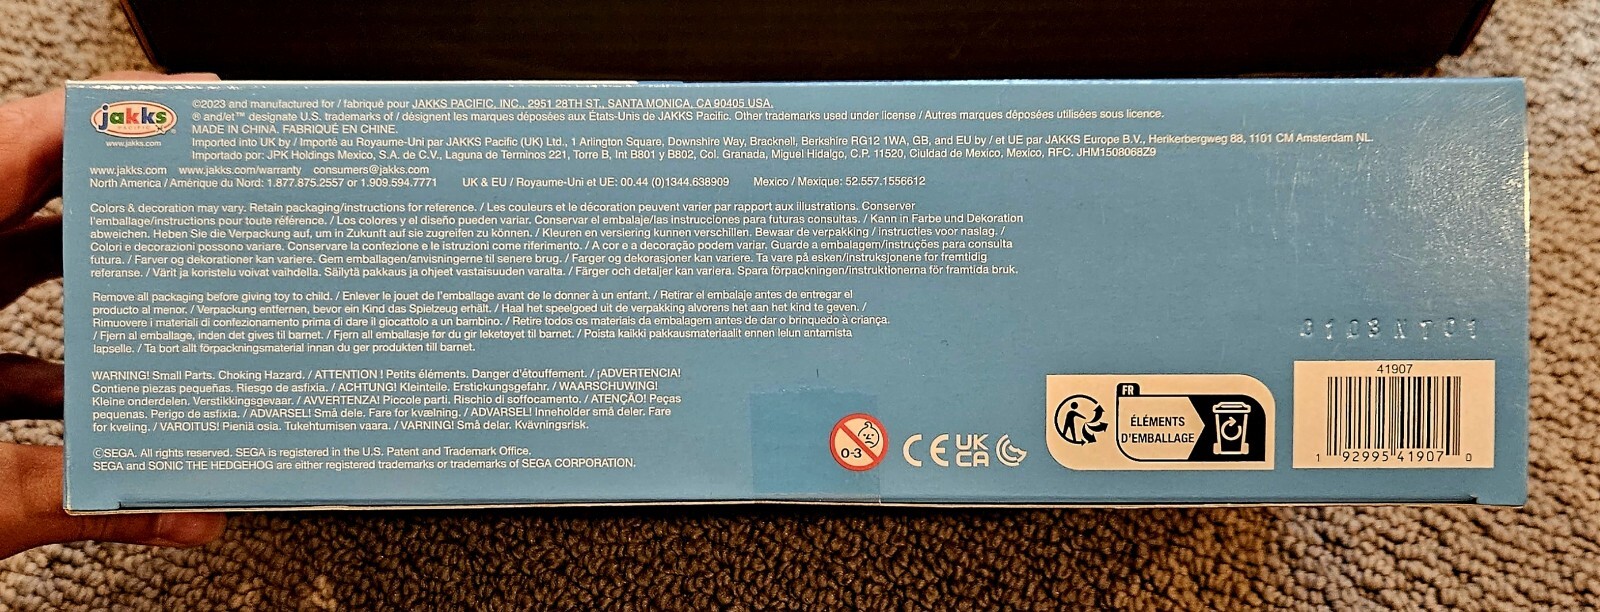 jakks
PACIFIC
www.jakks.com
©2023 and manufactured for / fabriqué pour JAKKS PACIFIC, INC., 2951 28TH ST., SANTA MONICA, CA 90405 USA.
® and/et™ designate U.S. trademarks of / désignent les marques déposées aux États-Unis de JAKKS Pacific. Other trademarks used under license / Autres marques déposées utilisées sous licence.
MADE IN CHINA. FABRIQUÉ EN CHINE.
Imported into UK by / Importé au Royaume-Uni par JAKKS Pacific (UK) Ltd., 1 Arlington Square, Downshire Way, Bracknell, Berkshire RG12 1WA, GB, and EU by / et UE par JAKKS Europe B.V., Herikerbergweg 88, 1101 CM Amsterdam NL.
Importado por: JPK Holdings Mexico, S.A. de C.V., Laguna de Terminos 221, Torre B, Int B801 y B802, Col. Granada, Miguel Hidalgo, C.P. 11520, Ciuldad de Mexico, Mexico, RFC. JHM1508068Z9
www.jakks.com www.jakks.com/warranty consumers@jakks.com
North America / Amérique du Nord: 1.877.875.2557 or 1.909.594.7771 UK & EU / Royaume-Uni et UE: 00.44 (0)1344.638909 Mexico / Mexique: 52.557.1556612
Colors & decoration may vary. Retain packaging/instructions for reference. / Les couleurs et le décoration peuvent varier par rapport aux illustrations. Conserver
l'emballage/instructions pour toute référence. / Los colores y el diseño pueden variar. Conservar el embalaje/las instrucciones para futuras consultas. / Kann in Farbe und Dekoration
abweichen. Heben Sie die Verpackung auf, um in Zukunft auf sie zugreifen zu können. / Kleuren en versiering kunnen verschillen. Bewaar de verpakking / instructies voor naslag. /
Colori e decorazioni possono variare. Conservare la confezione e le istruzioni come riferimento. / A cor e a decoração podem variar. Guarde a embalagem/instruções para consulta
futura. / Farver og dekorationer kan variere. Gem emballagen/anvisningerne til senere brug. / Farger og dekorasjoner kan variere. Ta vare på esken/instruksjonene for fremtidig
referanse. / Värit ja koristelu voivat vaihdella. Säilytä pakkaus ja ohjeet vastaisuuden varalta. / Färger och detaljer kan variera. Spara förpackningen/instruktionerna för framtida bruk.
Remove all packaging before giving toy to child. / Enlever le jouet de l'emballage avant de le donner à un enfant. / Retirar el embalaje antes de entregar el
producto al menor. / Verpackung entfernen, bevor ein Kind das Spielzeug erhält. / Haal het speelgoed uit de verpakking alvorens het aan het kind te geven. /
Rimuovere i materiali di confezionamento prima di dare il giocattolo a un bambino. / Retire todos os materiais da embalagem antes de dar o brinquedo à criança.
/ Fjern al emballage, inden det gives til barnet. / Fjern all emballasje for du gir leketøyet til barnet. / Poista kaikki pakkausmateriaalit ennen lelun antamista
lapselle. / Ta bort allt förpackningsmaterial innan du ger produkten till barnet.
WARNING! Small Parts. Choking Hazard. / ATTENTION ! Petits éléments. Danger d'étouffement. / ¡ADVERTENCIA!
Contiene piezas pequeñas. Riesgo de asfixia. / ACHTUNG! Kleinteile. Erstickungsgefahr. / WAARSCHUWING!
Kleine onderdelen. Verstikkingsgevaar. / AVVERTENZA! Piccole parti. Rischio di soffocamento. / ATENÇÃO! Peças
pequenas. Perigo de asfixia. / ADVARSEL! Små dele. Fare for kvælning. / ADVARSEL! Inneholder små deler. Fare
for kveling. / VAROITUS! Pieniä osia. Tukehtumisen vaara. / VARNING! Små delar. Kvävningsrisk.
©SEGA. All rights reserved. SEGA is registered in the U.S. Patent and Trademark Office.
SEGA and SONIC THE HEDGEHOG are either registered trademarks or trademarks of SEGA CORPORATION.
0-3
CE
UK
CA
FR
ÉLÉMENTS
D'EMBALLAGE
41907
1 92995 41907 0